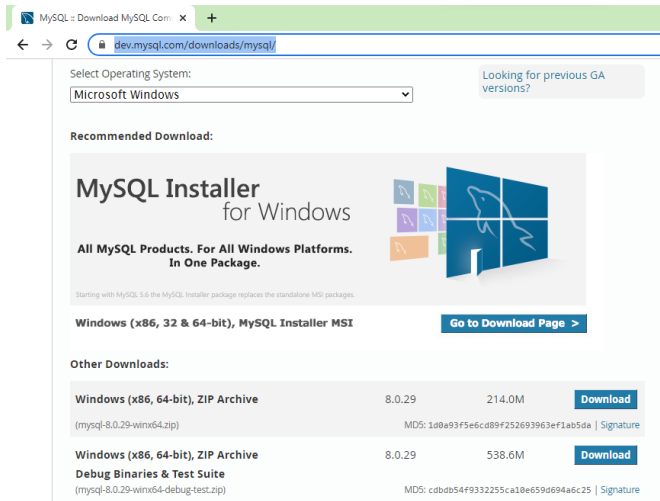 MySQL :: Download MySQL Com
dev.mysql.com/downloads/mysql/
Select Operating System:
Looking for previous GA
versions?
Microsoft Windows
Recommended Download:
MySQL Installer
for Windows
All MySQL Products. For All Windows Platforms.
In One Package.
Starting with MySQL 5.6 the MySQL Installer package replaces the standalone MSI packages.
Windows (x86, 32 & 64-bit), MySQL Installer MSI
Go to Download Page >
Other Downloads:
Windows (x86, 64-bit), ZIP Archive 8.0.29 214.0M Download
(mysql-8.0.29-winx64.zip) MD5: 1d0a93f5e6cd89f252693963ef1ab5da | Signature
Windows (x86, 64-bit), ZIP Archive 8.0.29 538.6M Download
Debug Binaries & Test Suite
(mysql-8.0.29-winx64-debug-test.zip) MD5: cdbdb54f9332255ca10e659d694a6c25 | Signature